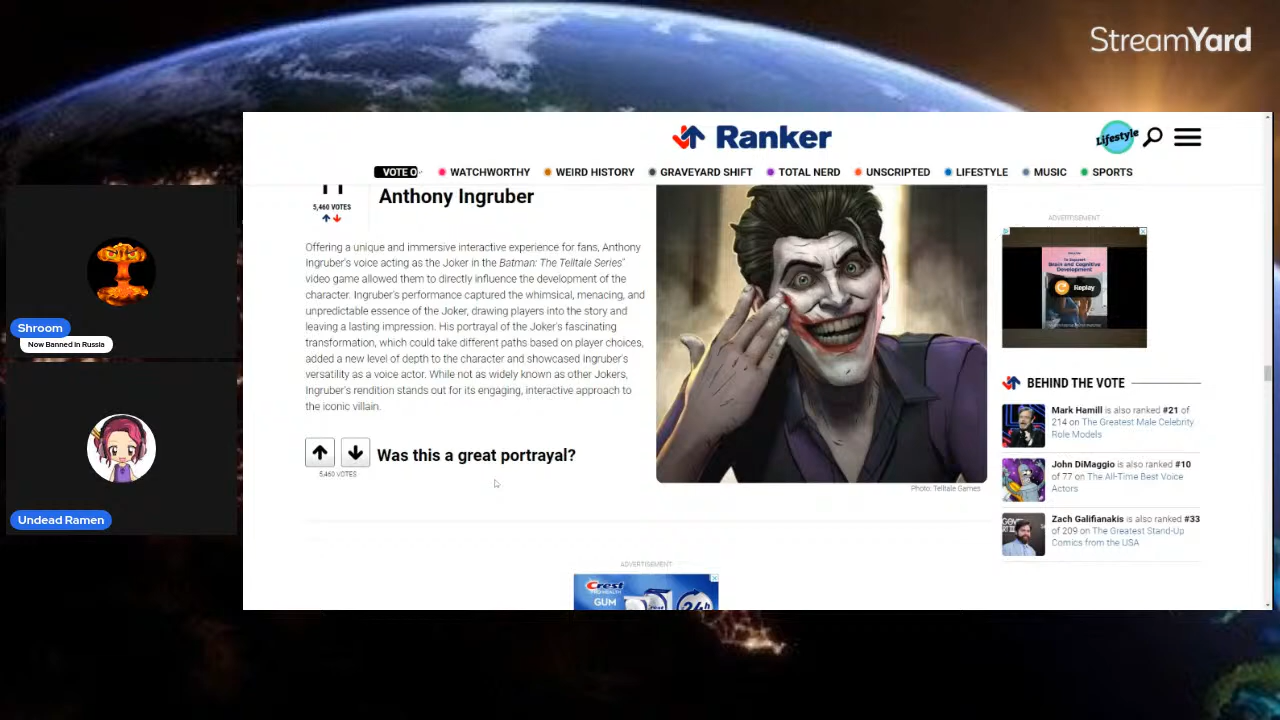 StreamYard
Ranker
Lifestyle
VOTE O
WATCHWORTHY
WEIRD HISTORY
GRAVEYARD SHIFT
TOTAL NERD
UNSCRIPTED
LIFESTYLE
MUSIC
SPORTS
5,460 VOTES
Anthony Ingruber
Offering a unique and immersive interactive experience for fans, Anthony
Ingruber's voice acting as the Joker in the Batman: The Telltale Series"
video game allowed them to directly influence the development of the
character. Ingruber's performance captured the whimsical, menacing, and
unpredictable essence of the Joker, drawing players into the story and
leaving a lasting impression. His portrayal of the Joker's fascinating
transformation, which could take different paths based on player choices,
added a new level of depth to the character and showcased Ingruber's
versatility as a voice actor. While not as widely known as other Jokers,
Ingruber's rendition stands out for its engaging, interactive approach to
the iconic villain.
Was this a great portrayal?
5,460 VOTES
Photo: Telltale Games
ADVERTISEMENT
Brain and Cognitive
Development
Replay
BEHIND THE VOTE
Mark Hamill is also ranked #21 of
214 on The Greatest Male Celebrity
Role Models
John DiMaggio is also ranked #10
of 77 on The All-Time Best Voice
Actors
Zach Galifianakis is also ranked #33
of 209 on The Greatest Stand-Up
Comics from the USA
ADVERTISEMENT
Crest
GUM
24h
Shroom
Now Banned in Russia
Undead Ramen